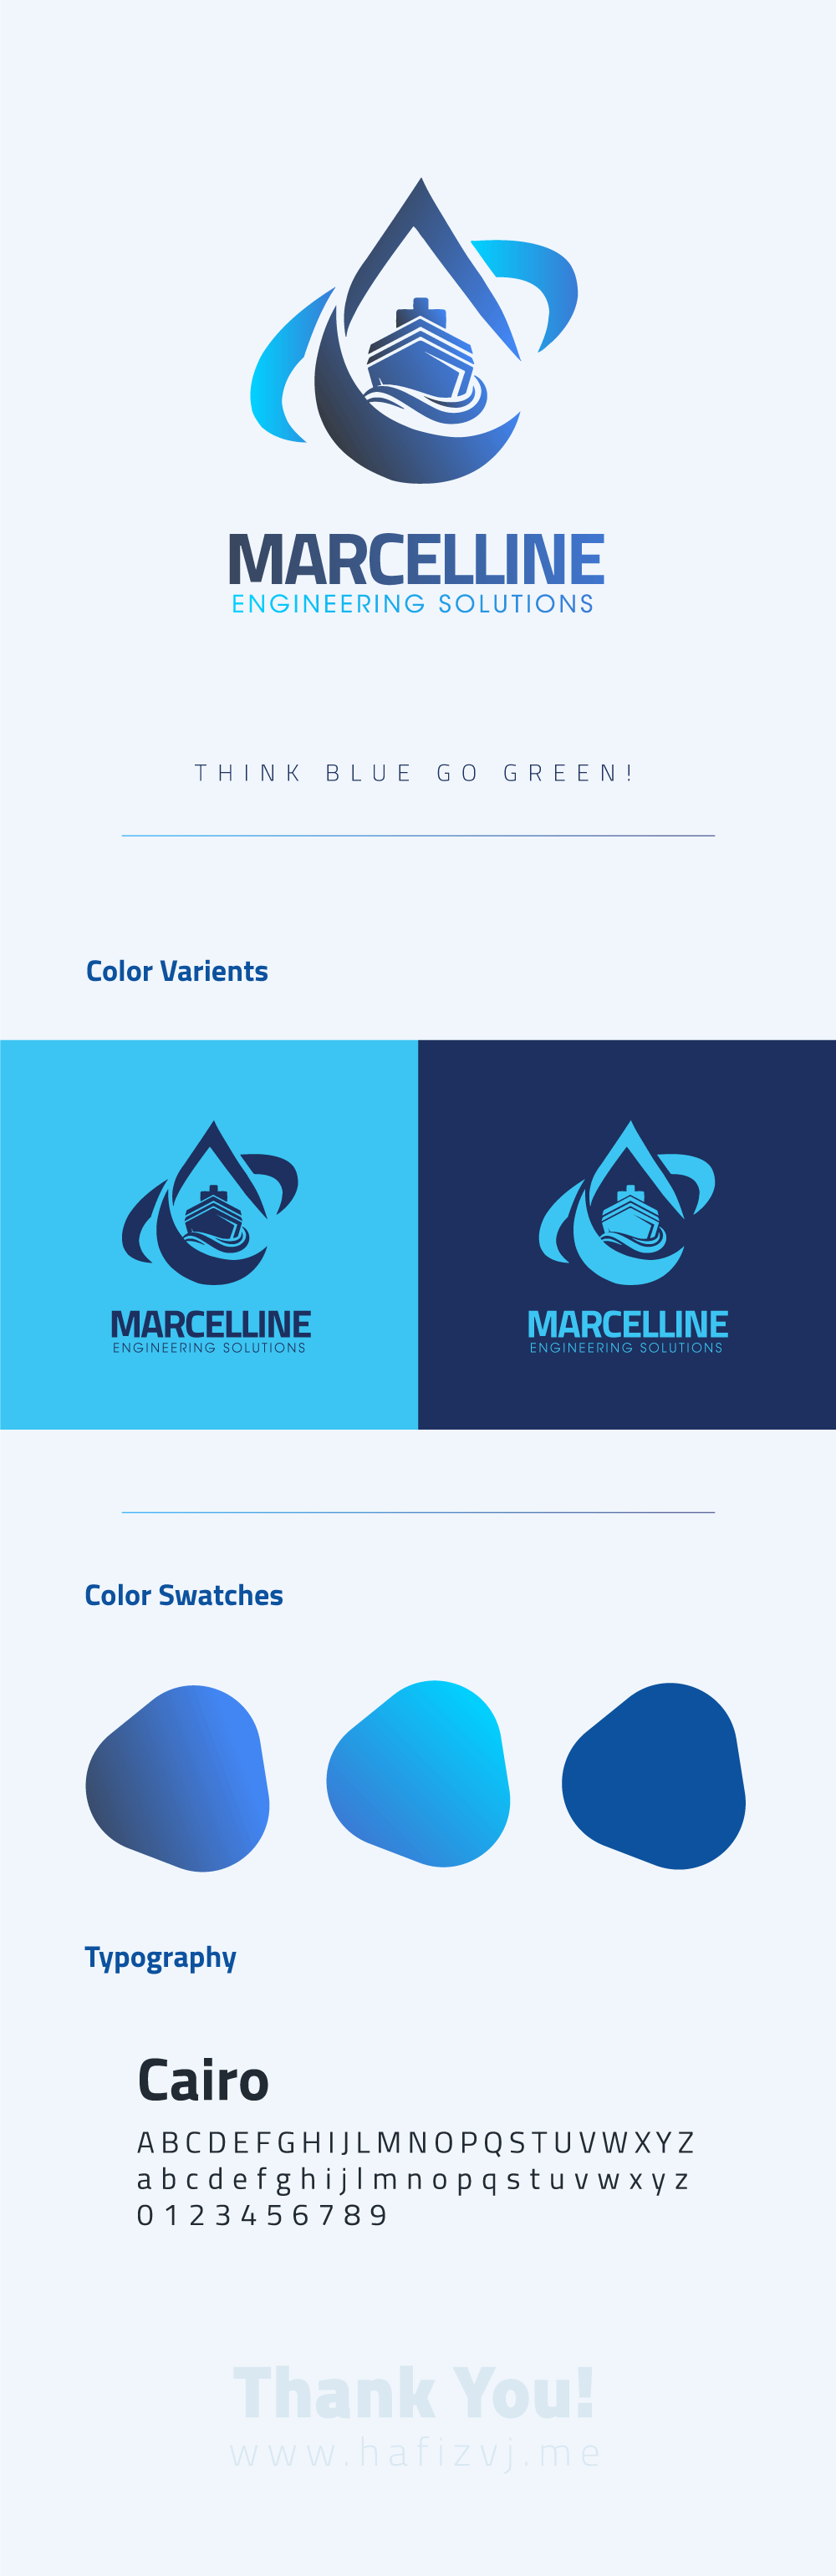 MARCELLINE
ENGINEERING SOLUTIONS
THINK BLUE GO GREEN!
Color Varients
MARCELLINE
ENGINEERING SOLUTIONS
MARCELLINE
ENGINEERING SOLUTIONS
Color Swatches
Typography
Cairo
A B C D E F G H I J L M N O P Q S T U V W X Y Z
a b c d e f g h i j l m n o p q s t u v w x y z
0 1 2 3 4 5 6 7 8 9
Thank You!
www.hafizvj.me